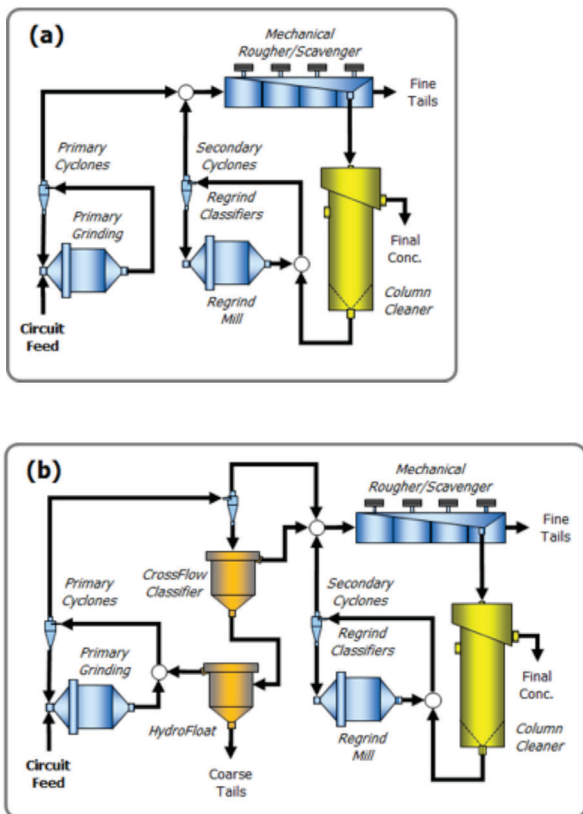 (a)
Mechanical
Rougher/Scavenger
Fine
Tails
Primary
Cyclones
Secondary
Cyclones
Primary
Grinding
Regrind
Classifiers
Final
Conc.
Regrind
Mill
Column
Cleaner
Circuit
Feed
(b)
Mechanical
Rougher/Scavenger
Fine
Tails
CrossFlow
Classifier
Primary
Cyclones
Secondary
Cyclones
Primary
Grinding
Regrind
Classifiers
Final
Conc.
HydroFloat
Regrind
Mill
Column
Cleaner
Circuit
Feed
Coarse
Tails